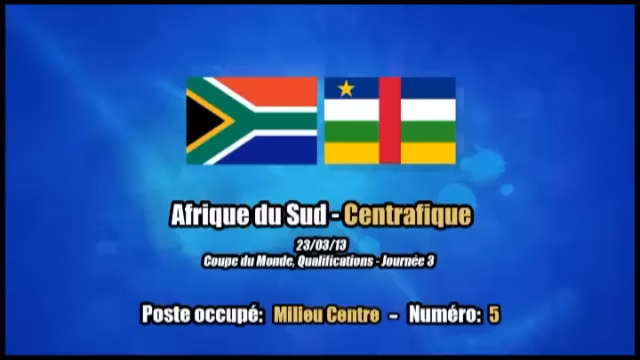 Afrique du Sud - Centrafique
23/03/13
Coupe du Monde, Qualifications - Journée 3
Poste occupé: Milieu Centre - Numéro: 5